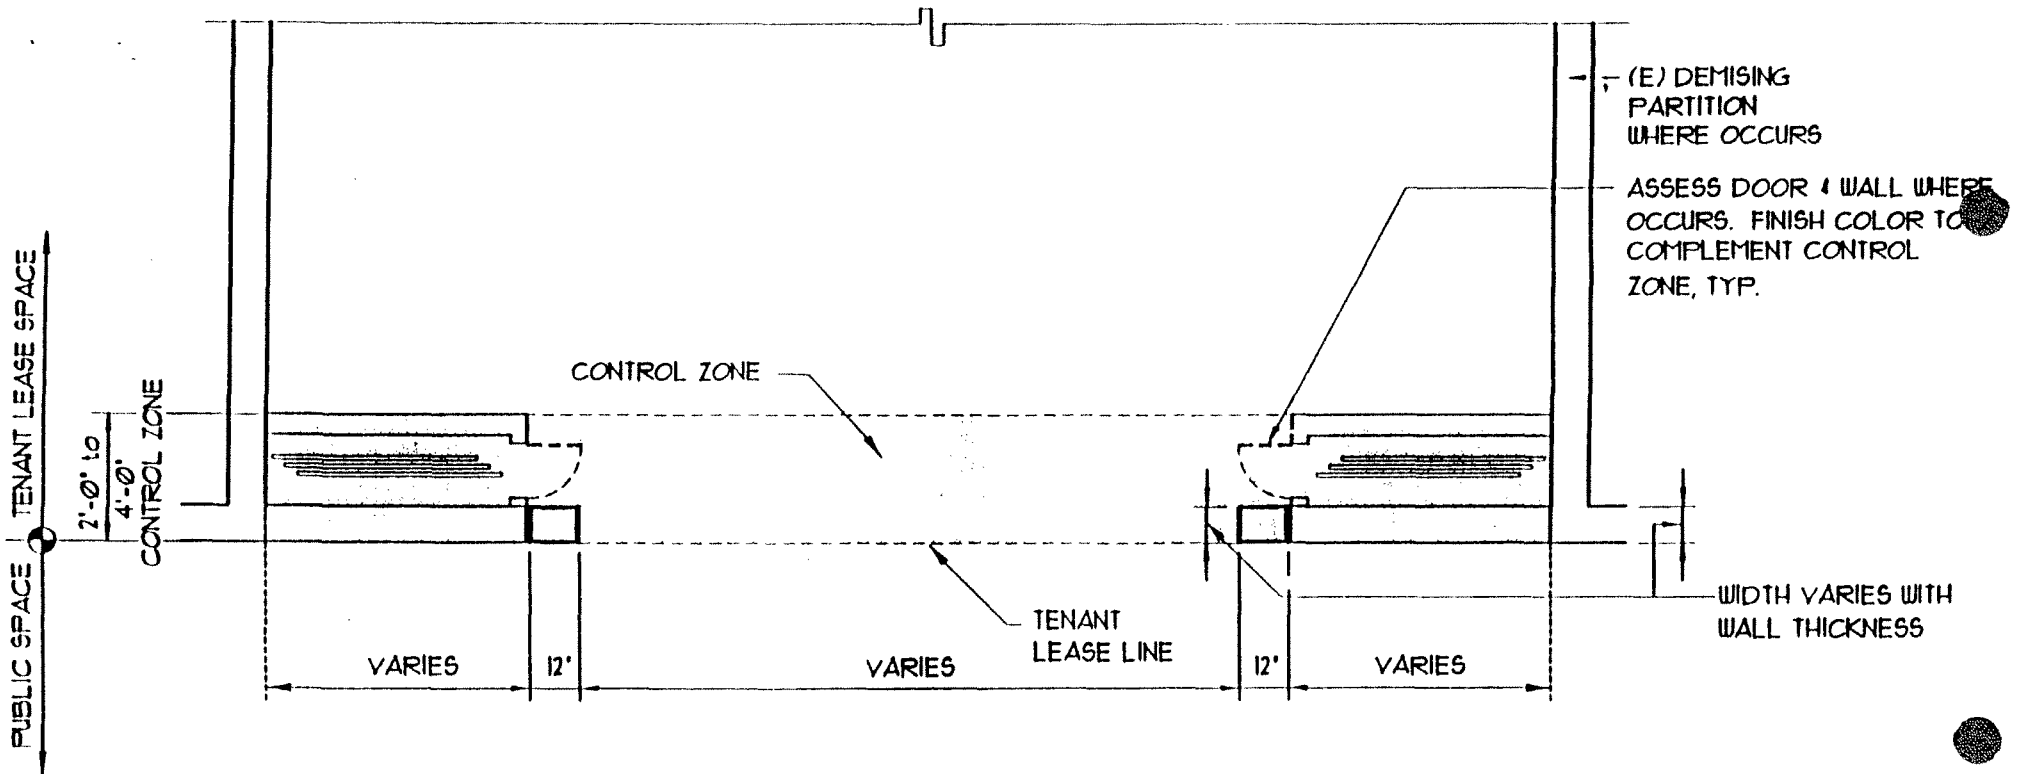 (E) DEMISING
PARTITION
WHERE OCCURS
ASSESS DOOR & WALL WHERE
OCCURS. FINISH COLOR TO
COMPLEMENT CONTROL
ZONE, TYP.
CONTROL ZONE
TENANT LEASE SPACE
PUBLIC SPACE
2'-0" to
4'-0"
CONTROL ZONE
TENANT
LEASE LINE
WIDTH VARIES WITH
WALL THICKNESS
VARIES
12"
VARIES
12"
VARIES